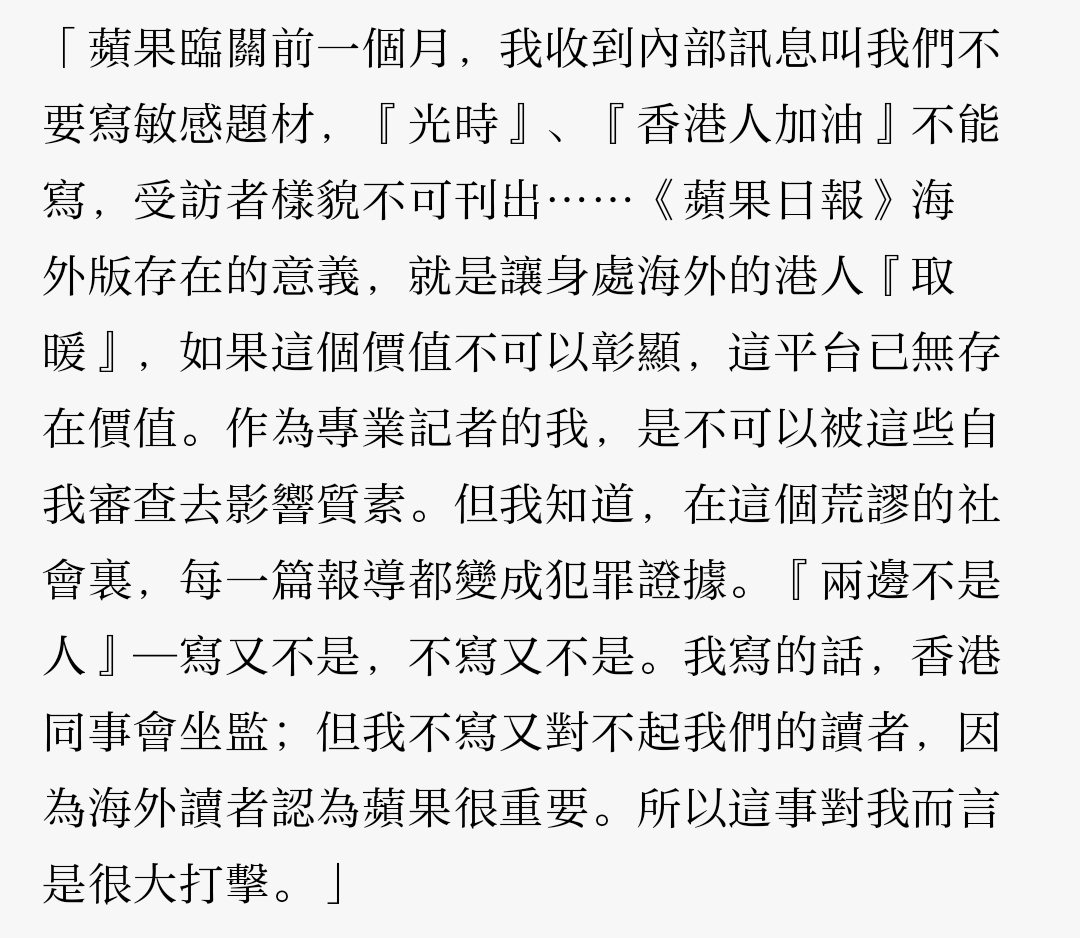 「蘋果臨關前一個月，我收到內部訊息叫我們不
要寫敏感題材，『光時』、『香港人加油』不能
寫，受訪者樣貌不可刊出……《蘋果日報》海
外版存在的意義，就是讓身處海外的港人『取
暖』，如果這個價值不可以彰顯，這平台已無存
在價值。作為專業記者的我，是不可以被這些自
我審查去影響質素。但我知道，在這個荒謬的社
會裏，每一篇報導都變成犯罪證據。『兩邊不是
人』—寫又不是，不寫又不是。我寫的話，香港
同事會坐監；但我不寫又對不起我們的讀者，因
為海外讀者認為蘋果很重要。所以這事對我而言
是很大打擊。」